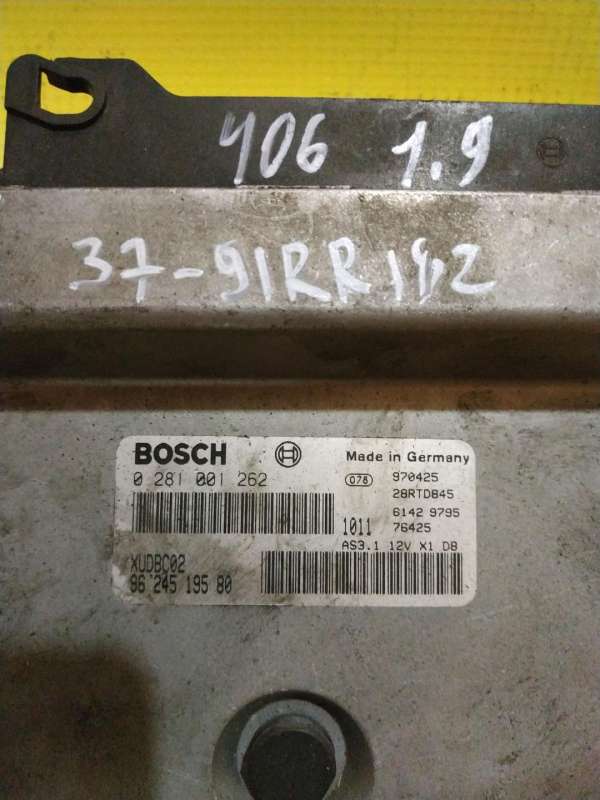 406 1.9
37-91RR142
BOSCH Made in Germany
0 281 001 262 078 970425
28RTD845
6142 9795
1011 76425
AS3.1 12V X1 D8
XUDBC02
96 245 195 80